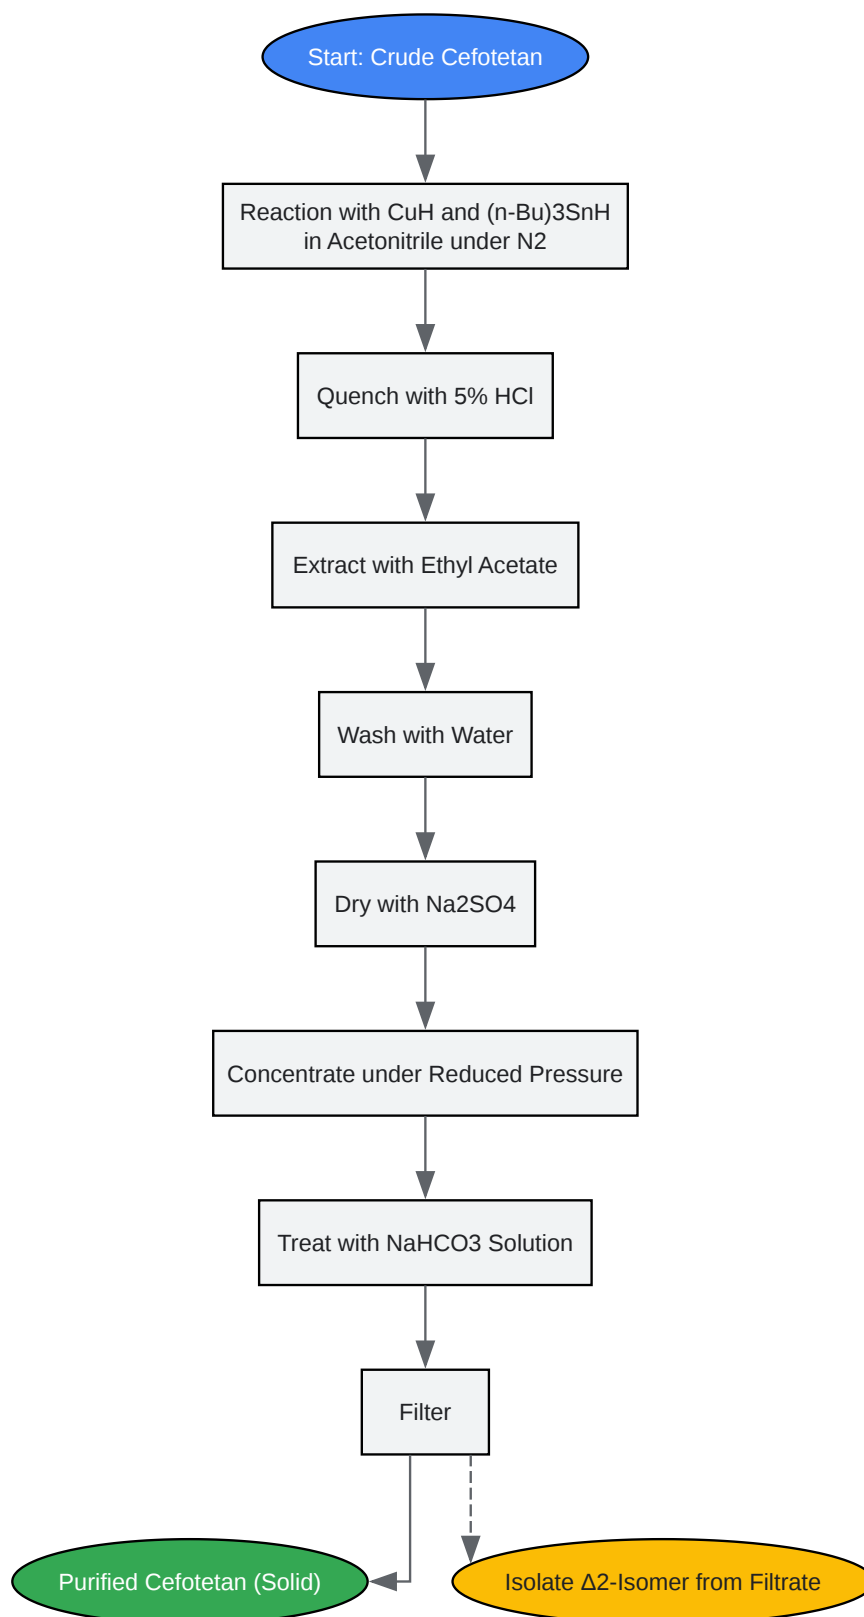 Start: Crude Cefotetan
Reaction with CuH and (n-Bu)3SnH
in Acetonitrile under N2
Quench with 5% HCl
Extract with Ethyl Acetate
Wash with Water
Dry with Na2SO4
Concentrate under Reduced Pressure
Treat with NaHCO3 Solution
Filter
Purified Cefotetan (Solid)
Isolate Δ2-Isomer from Filtrate